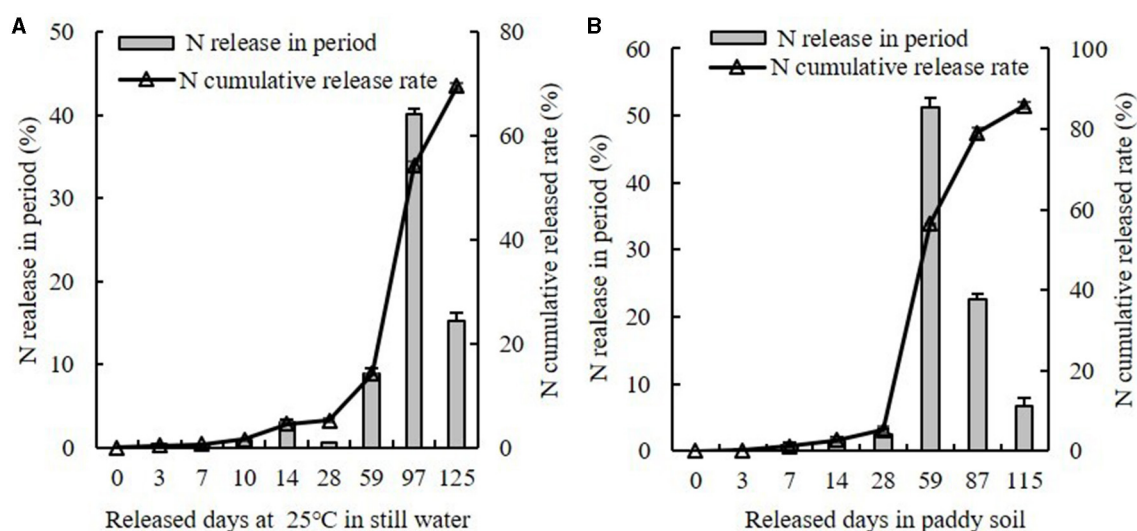 A
N release in period
N cumulative release rate
N realease in period (%)
50
40
30
20
10
0
80
60
40
20
0
N cumulative released rate (%)
0 3 7 10 14 28 59 97 125
Released days at 25°C in still water
B
N release in period
N cumulative release rate
N realease in period (%)
60
50
40
30
20
10
0
100
80
60
40
20
0
N cumulative released rate (%)
0 3 7 14 28 59 87 115
Released days in paddy soil